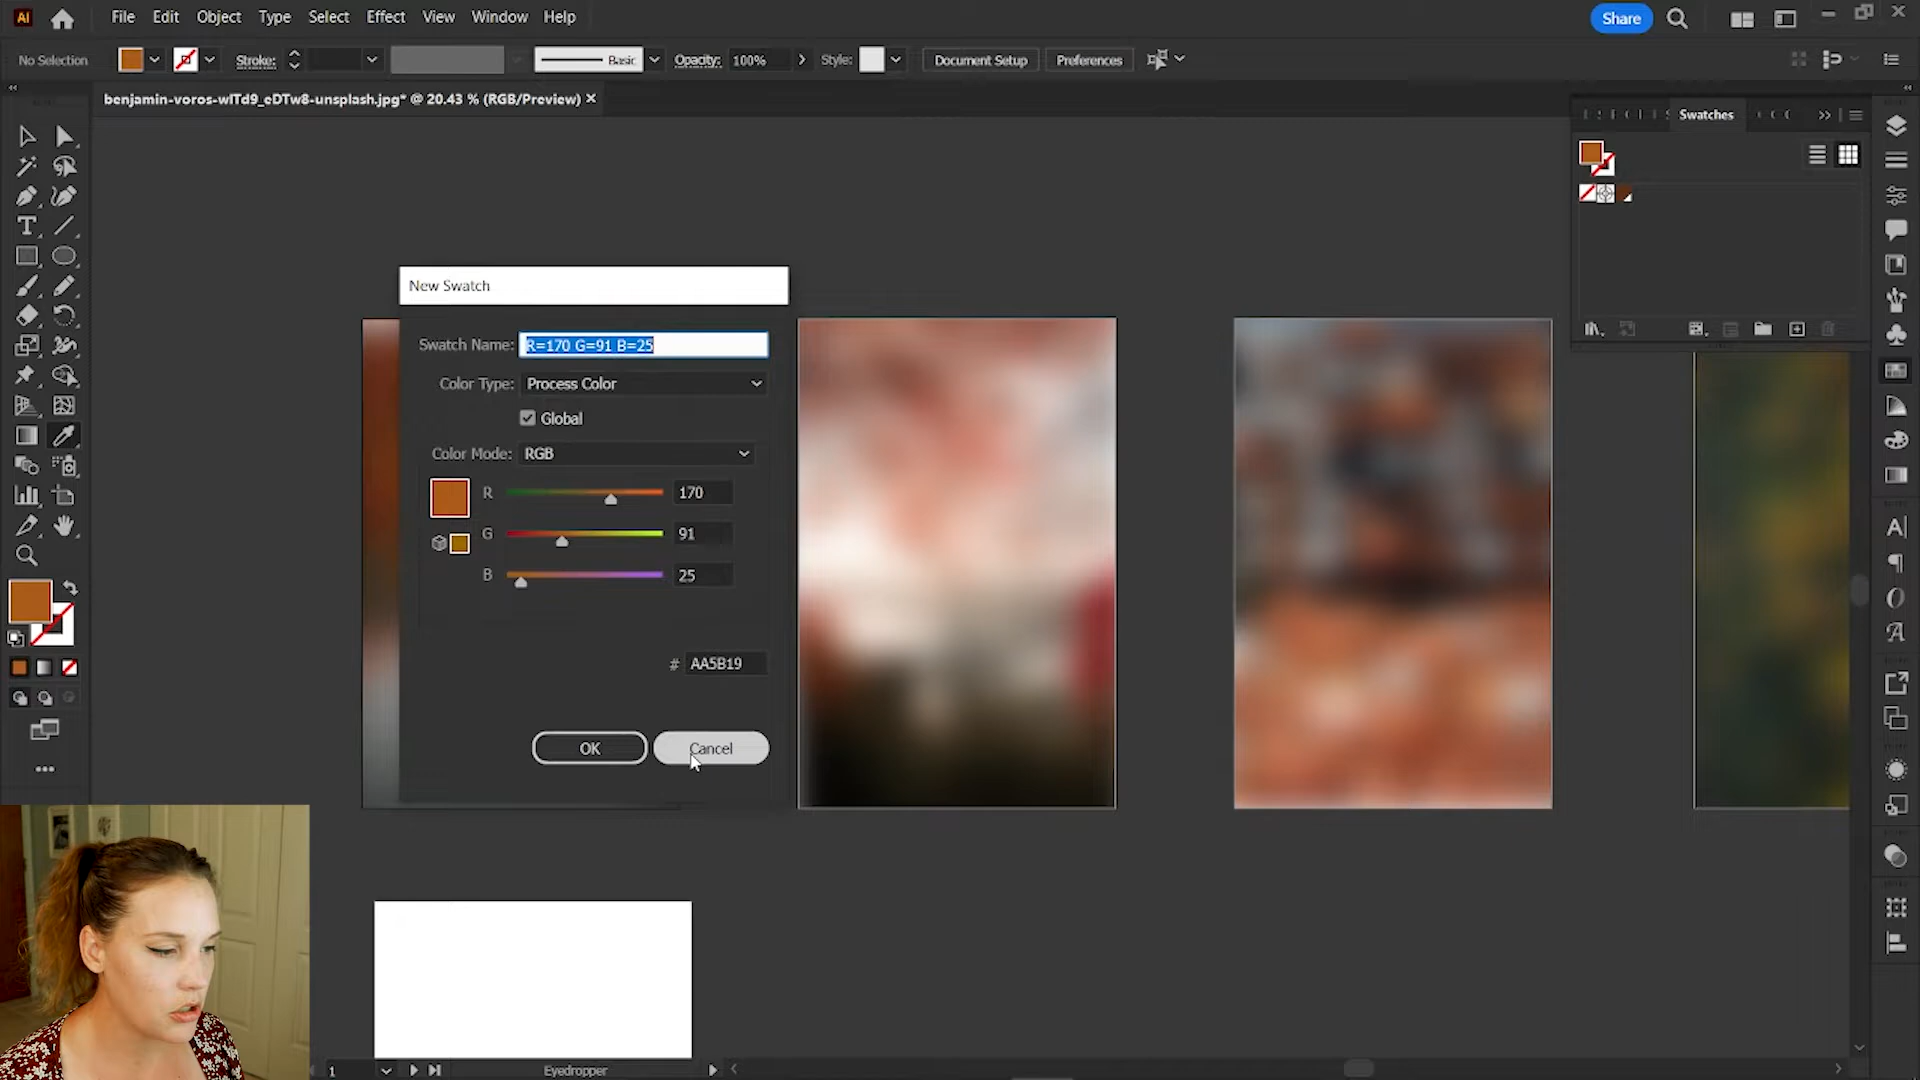 Ai File Edit Object Type Select Effect View Window Help Share
No Selection Stroke: Basic Opacity: 100% Style: Document Setup Preferences
benjamin-voros-wITd9_eDTw8-unsplash.jpg* @ 20.43 % (RGB/Preview)
Swatches
New Swatch
Swatch Name: R=170 G=91 B=25
Color Type: Process Color
Global
Color Mode: RGB
R 170
G 91
B 25
# AA5B19
OK Cancel
1 Eyedropper